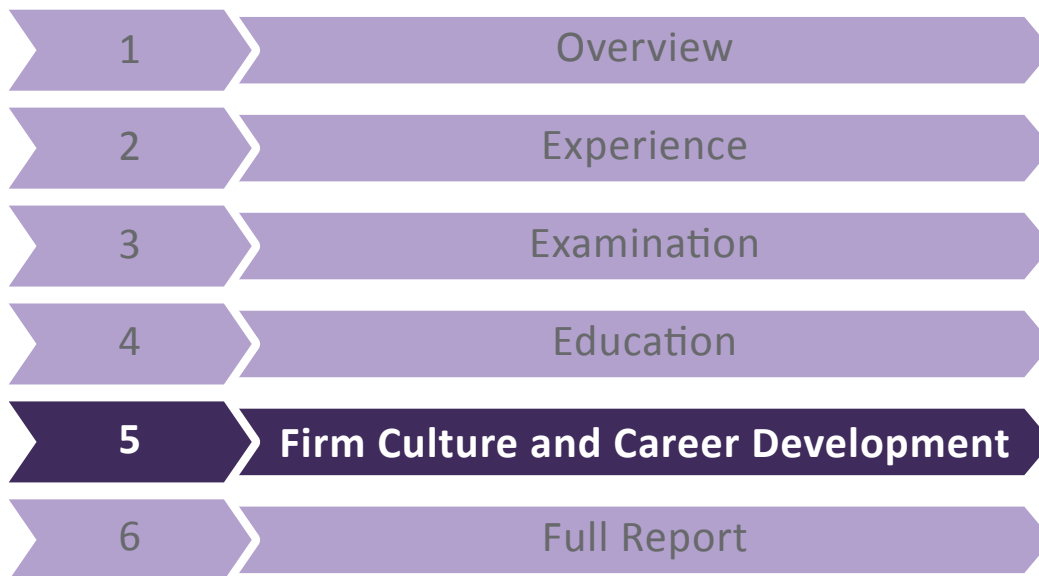 1 Overview
2 Experience
3 Examination
4 Education
5 Firm Culture and Career Development
6 Full Report